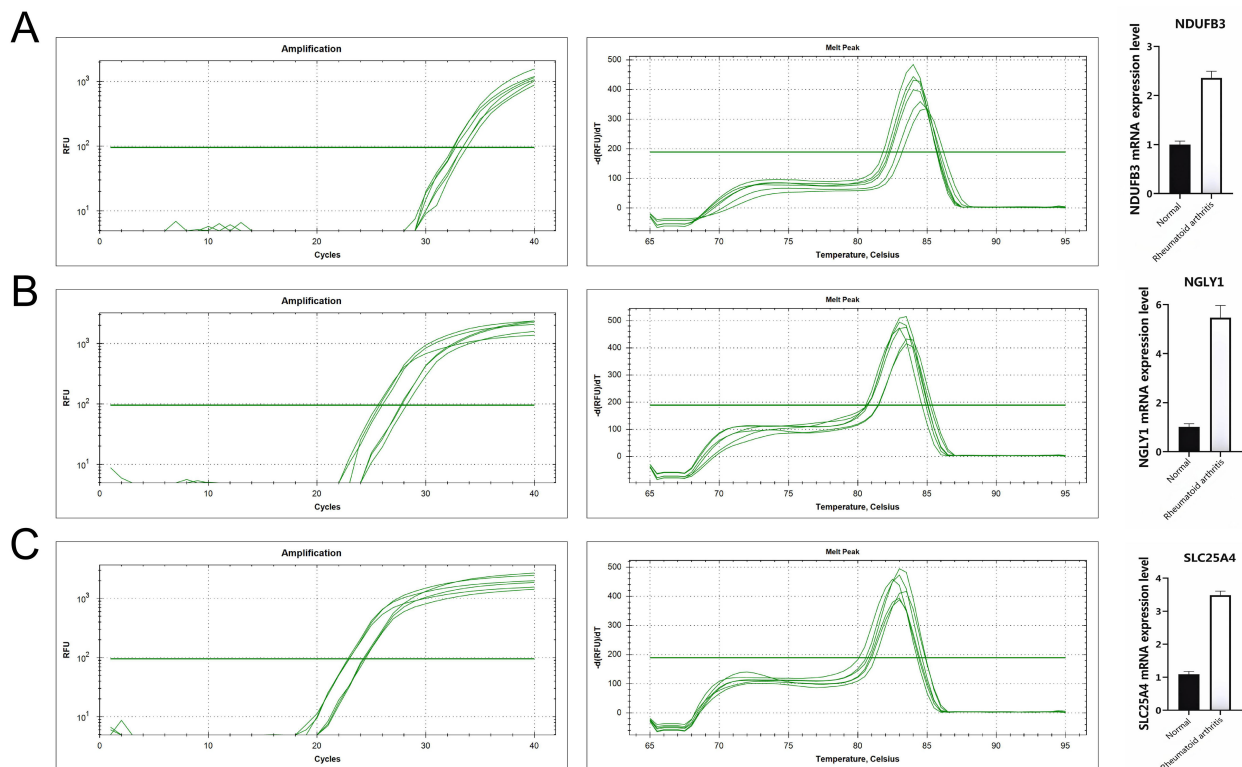 A
Amplification
RFU
10³
10²
10¹
0 10 20 30 40
Cycles
Melt Peak
-d(RFU)/dT
500
400
300
200
100
0
65 70 75 80 85 90 95
Temperature, Celsius
NDUFB3
NDUFB3 mRNA expression level
3
2
1
0
Normal
Rheumatoid arthritis
B
Amplification
RFU
10³
10²
10¹
0 10 20 30 40
Cycles
Melt Peak
-d(RFU)/dT
500
400
300
200
100
0
65 70 75 80 85 90 95
Temperature, Celsius
NGLY1
NGLY1 mRNA expression level
6
4
2
0
Normal
Rheumatoid arthritis
C
Amplification
RFU
10³
10²
10¹
0 10 20 30 40
Cycles
Melt Peak
-d(RFU)/dT
500
400
300
200
100
0
65 70 75 80 85 90 95
Temperature, Celsius
SLC25A4
SLC25A4 mRNA expression level
4
3
2
1
0
Normal
Rheumatoid arthritis